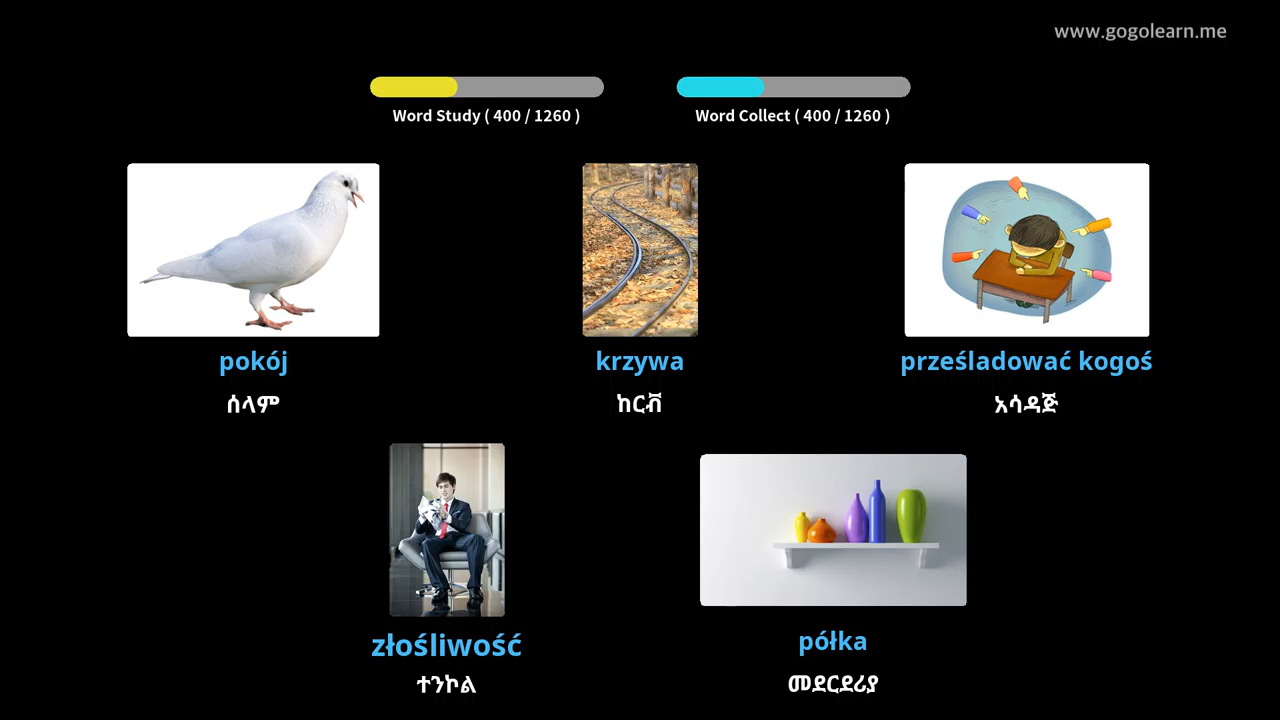 www.gogolearn.me
Word Study ( 400 / 1260 )
Word Collect ( 400 / 1260 )
pokój
krzywa
prześladować kogoś
ሰላም
ከርቭ
አሳዳጅ
złośliwość
półka
ተንኮል
መደርደሪያ